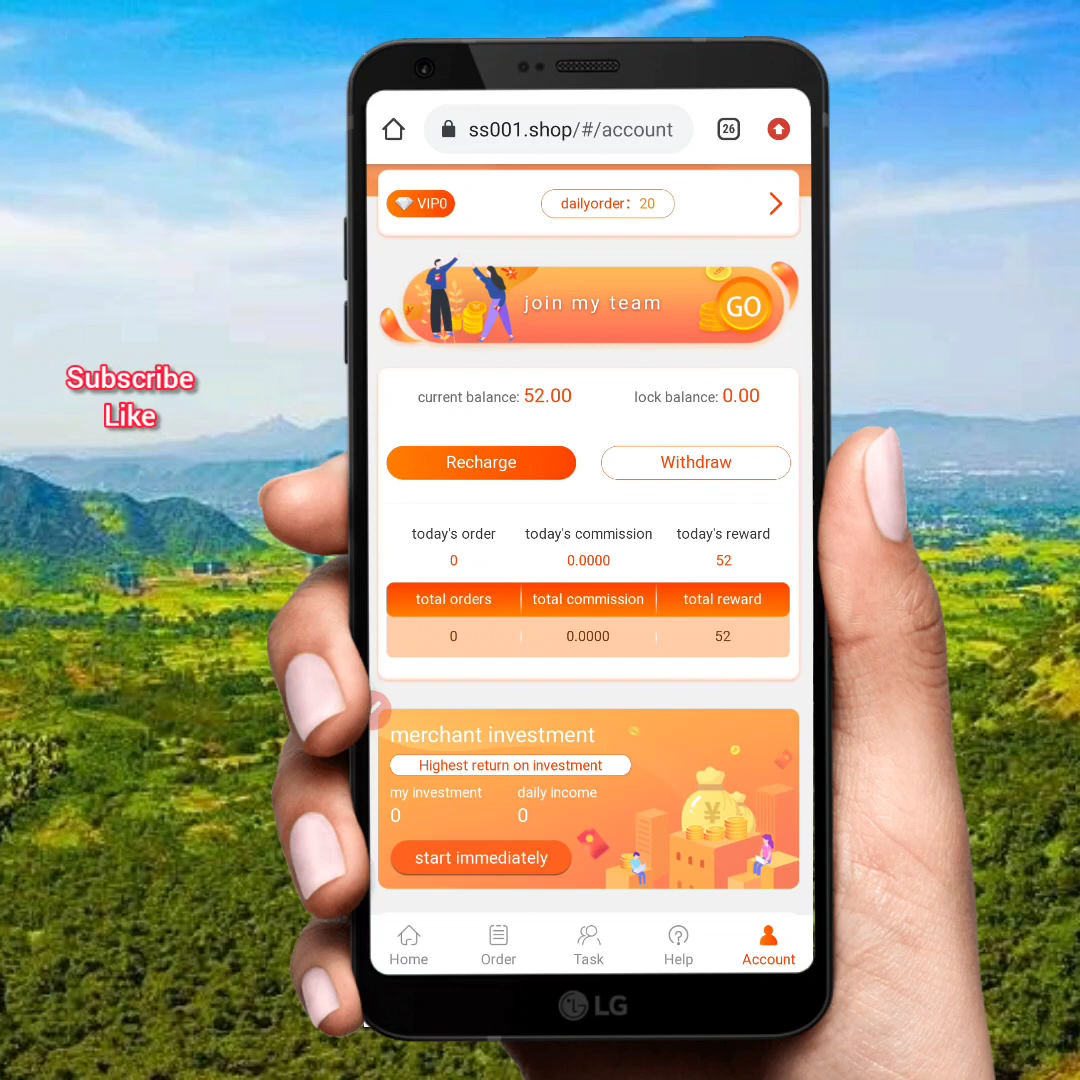 ss001.shop/#/account
26
VIP0
dailyorder: 20
join my team
GO
Subscribe
Like
current balance: 52.00
lock balance: 0.00
Recharge
Withdraw
today's order
today's commission
today's reward
0
0.0000
52
total orders
total commission
total reward
0
0.0000
52
merchant investment
Highest return on investment
my investment
daily income
0
0
¥
start immediately
Home
Order
Task
Help
Account
LG